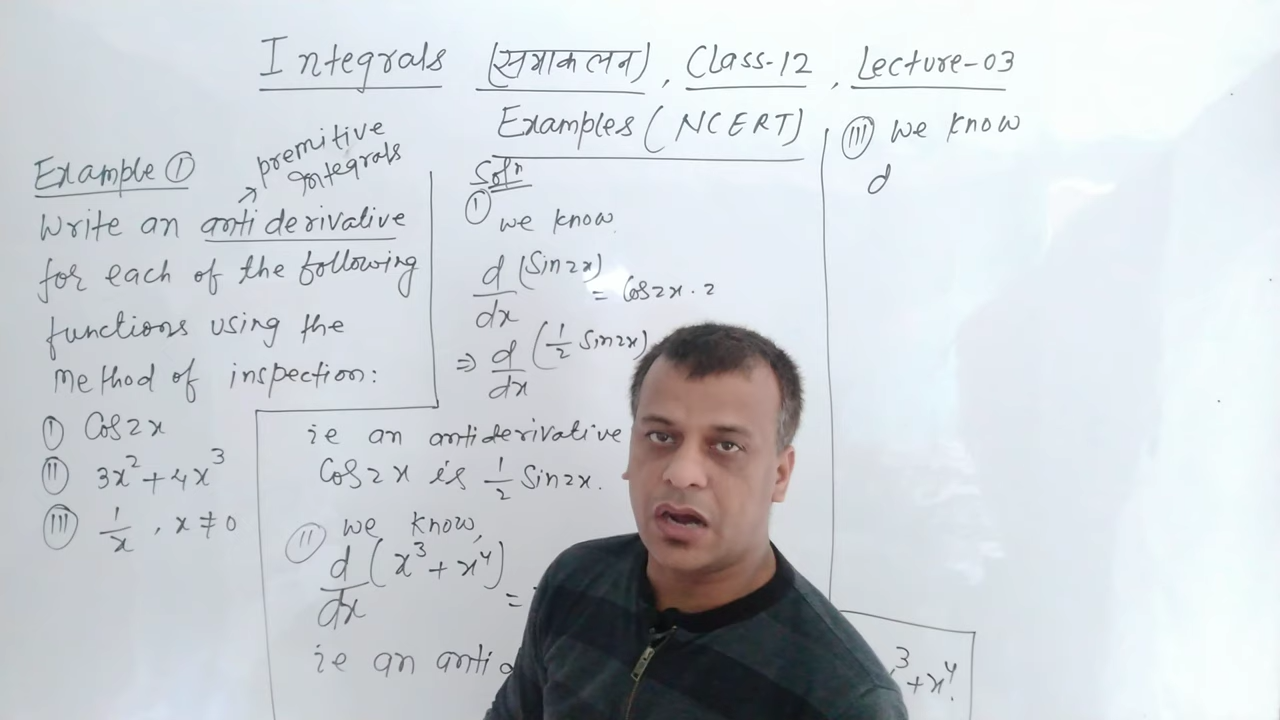 Integrals (समाकलन), Class-12, Lecture-03
Examples (NCERT)
Example ①
premitive
Integrals
Write an anti derivative
for each of the following
functions using the
Method of inspection:
Ⓘ Cos2x
Ⓘⓘ 3x² + 4x³
Ⓘⓘⓘ 1/x , x ≠ 0
Solⁿ
Ⓘ we know.
d/dx (Sin2x) = Cos2x . 2
⇒ d/dx (1/2 Sin2x)
ie an antiderivative
Cos2x is 1/2 Sin2x.
Ⓘⓘ we know,
d/dx (x³ + x⁴) =
ie an anti
³ + x⁴.
Ⓘⓘⓘ we know
d